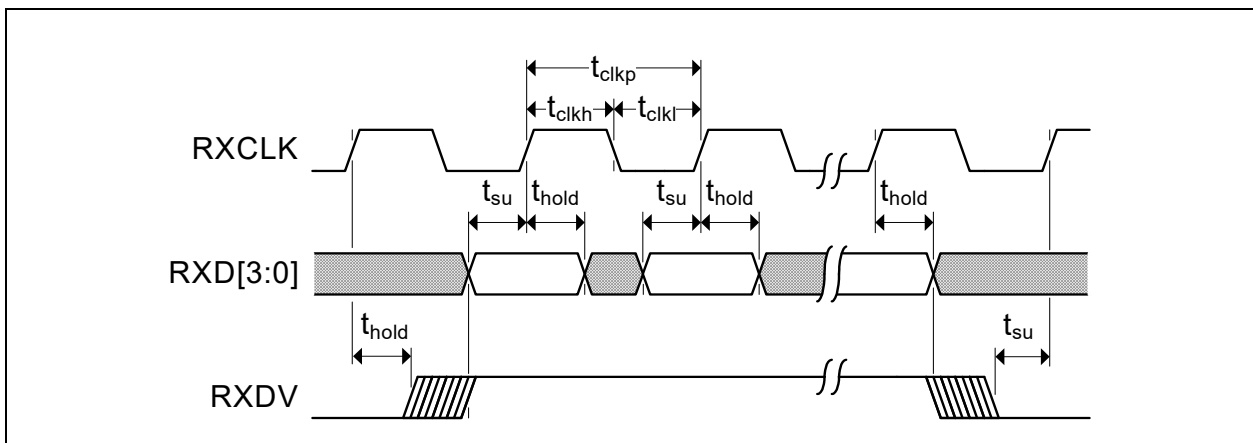 t_clkp
t_clkh t_clkl
RXCLK
t_su t_hold t_su t_hold t_hold
RXD[3:0]
t_hold t_su
RXDV